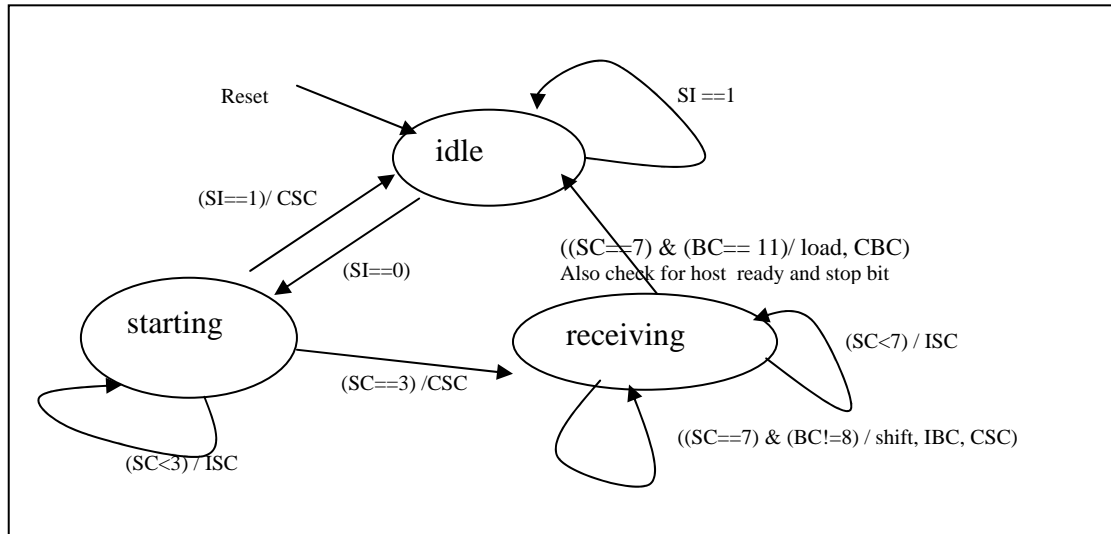 Reset
SI ==1
idle
(SI==1)/ CSC
(SI==0)
((SC==7) & (BC== 11)/ load, CBC)
Also check for host ready and stop bit
starting
receiving
(SC<7) / ISC
(SC==3) /CSC
((SC==7) & (BC!=8) / shift, IBC, CSC)
(SC<3) / ISC